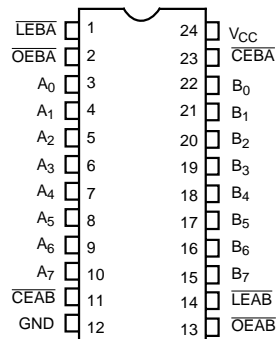 LEBA 1 24 VCC
OEBA 2 23 CEBA
A0 3 22 B0
A1 4 21 B1
A2 5 20 B2
A3 6 19 B3
A4 7 18 B4
A5 8 17 B5
A6 9 16 B6
A7 10 15 B7
CEAB 11 14 LEAB
GND 12 13 OEAB